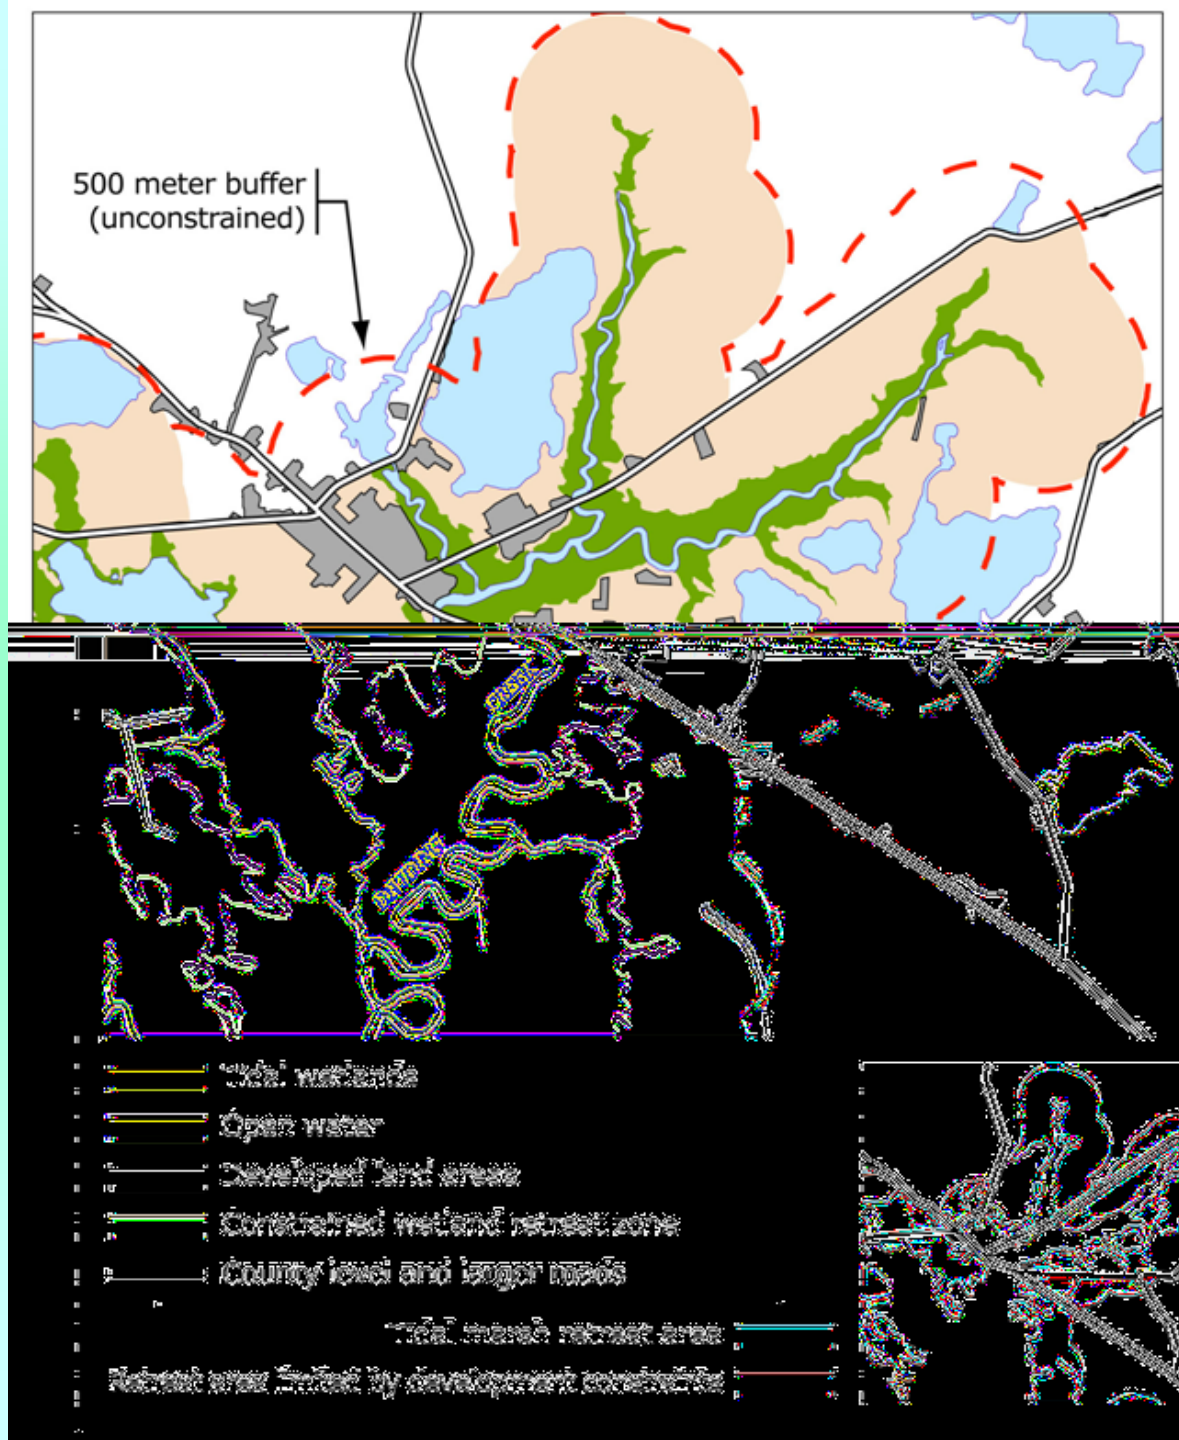 500 meter buffer
(unconstrained)
Tidal wetlands
Open water
Developed land areas
Constrained wetland retreat zone
County level and larger roads
Tidal marsh retreat area
Retreat area limited by development constraints